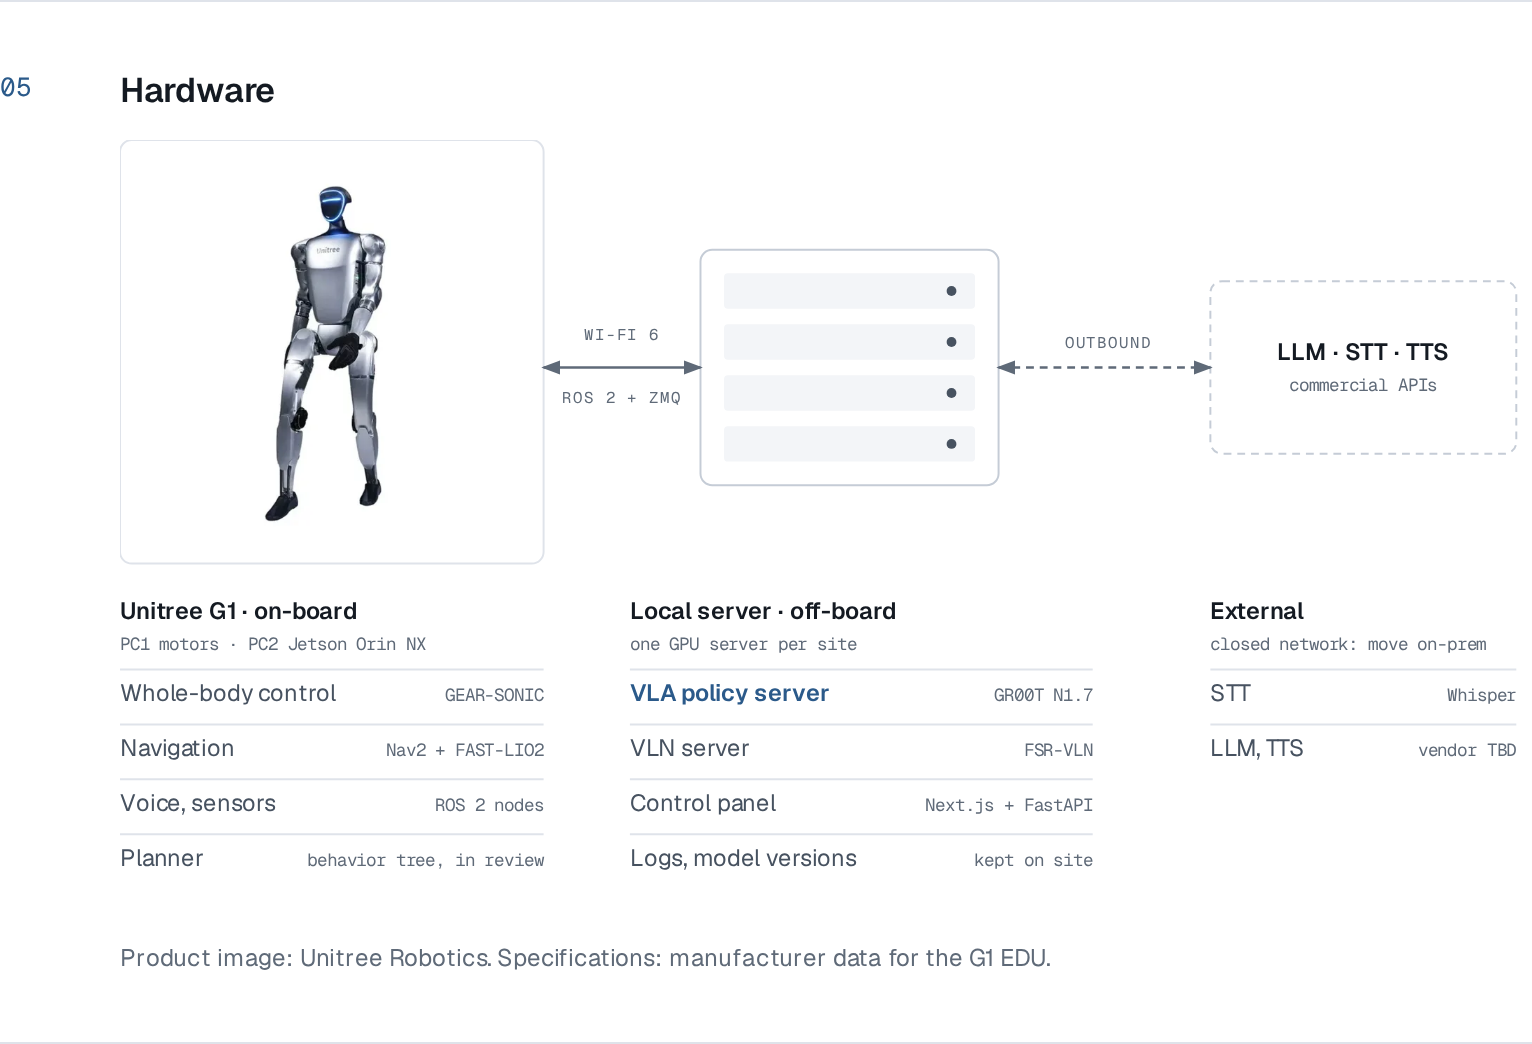 05
Hardware
Unitree
WI-FI 6
ROS 2 + ZMQ
OUTBOUND
LLM · STT · TTS
commercial APIs
Unitree G1 · on-board
PC1 motors · PC2 Jetson Orin NX
Whole-body control GEAR-SONIC
Navigation Nav2 + FAST-LIO2
Voice, sensors ROS 2 nodes
Planner behavior tree, in review
Local server · off-board
one GPU server per site
VLA policy server GR00T N1.7
VLN server FSR-VLN
Control panel Next.js + FastAPI
Logs, model versions kept on site
External
closed network: move on-prem
STT Whisper
LLM, TTS vendor TBD
Product image: Unitree Robotics. Specifications: manufacturer data for the G1 EDU.